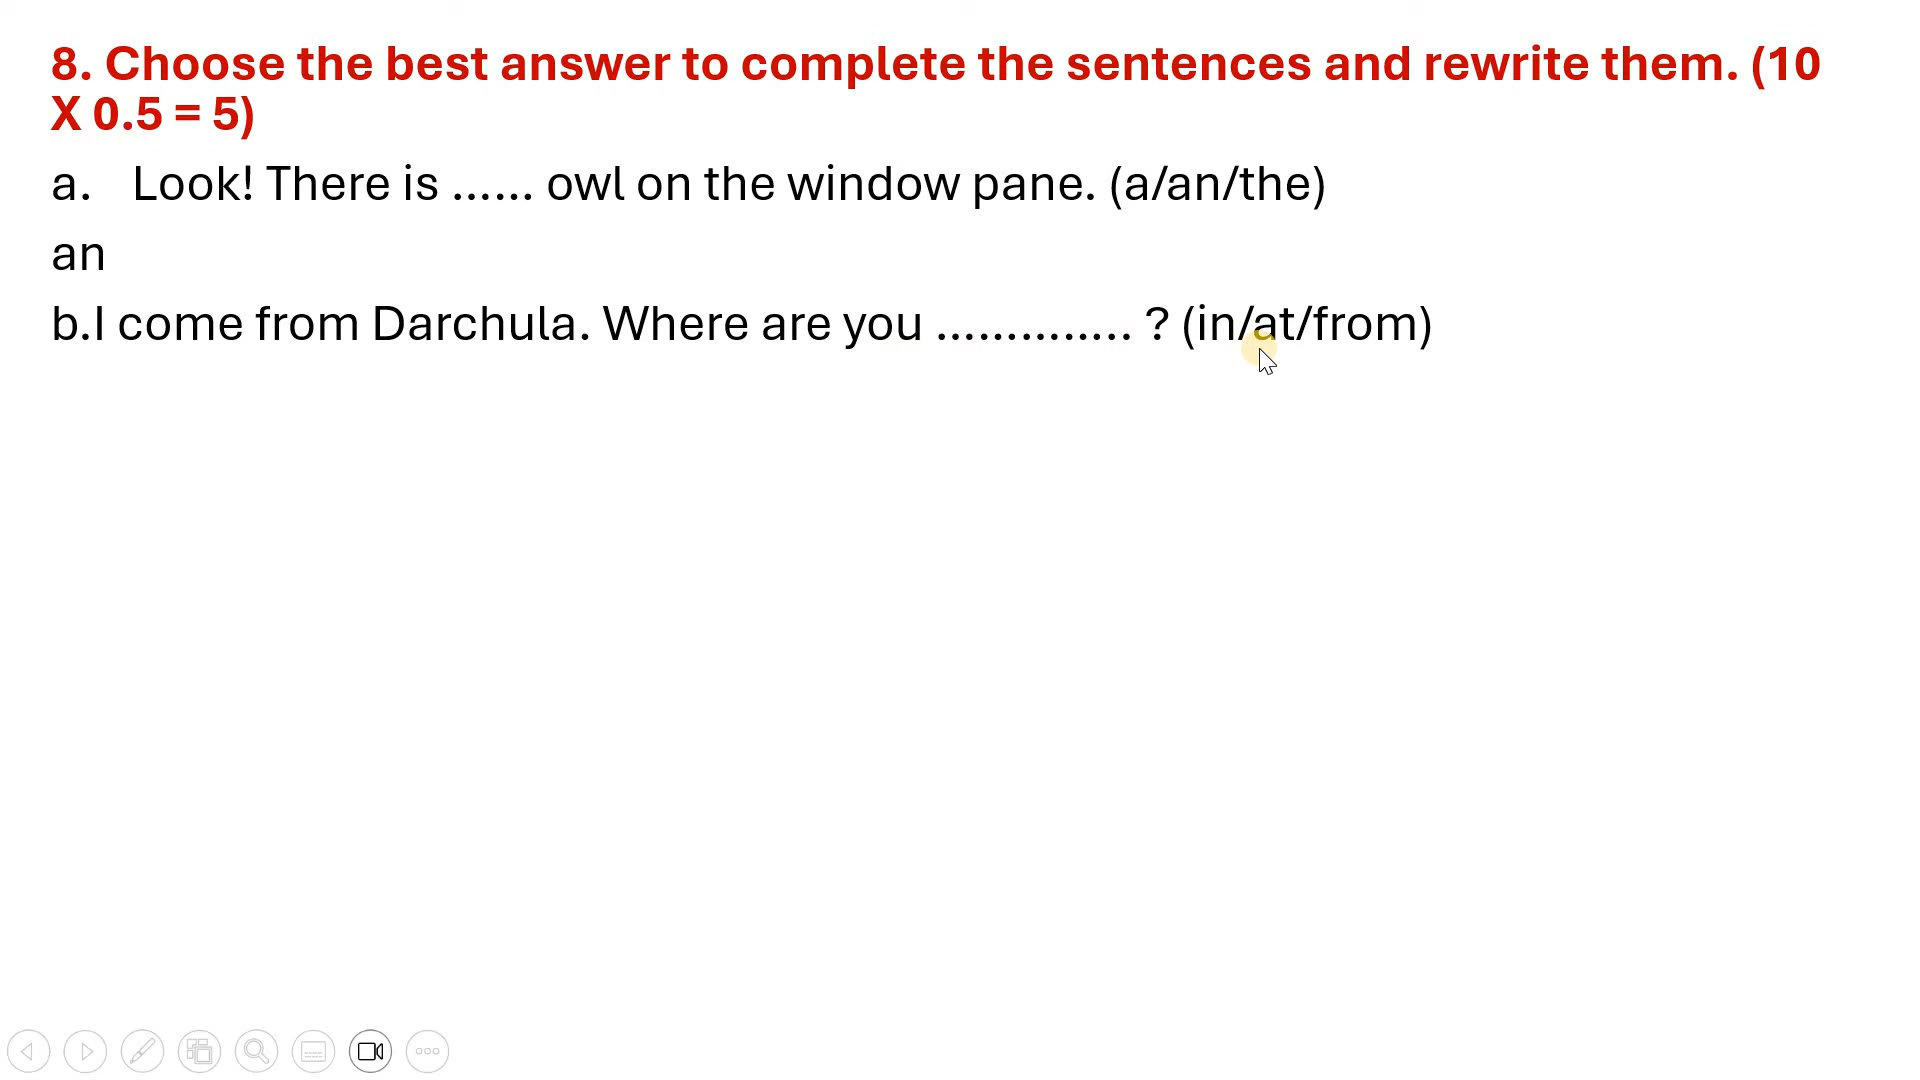 8. Choose the best answer to complete the sentences and rewrite them. (10
X 0.5 = 5)
a. Look! There is ...... owl on the window pane. (a/an/the)
an
b.I come from Darchula. Where are you .............. ? (in/at/from)